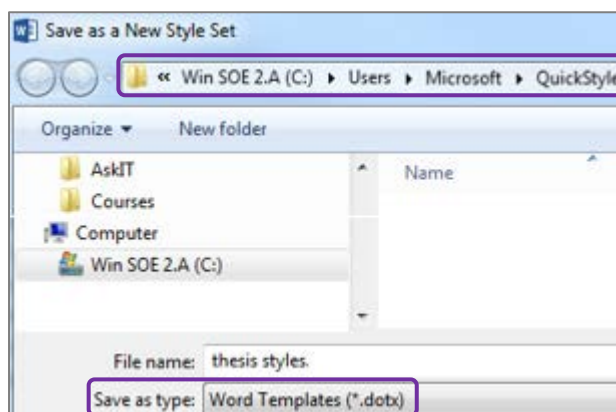 Save as a New Style Set
« Win SOE 2.A (C:) ▸ Users ▸ Microsoft ▸ QuickStyle
Organize ▾ New folder
AskIT Name
Courses
Computer
Win SOE 2.A (C:)
File name: thesis styles.
Save as type: Word Templates (*.dotx)